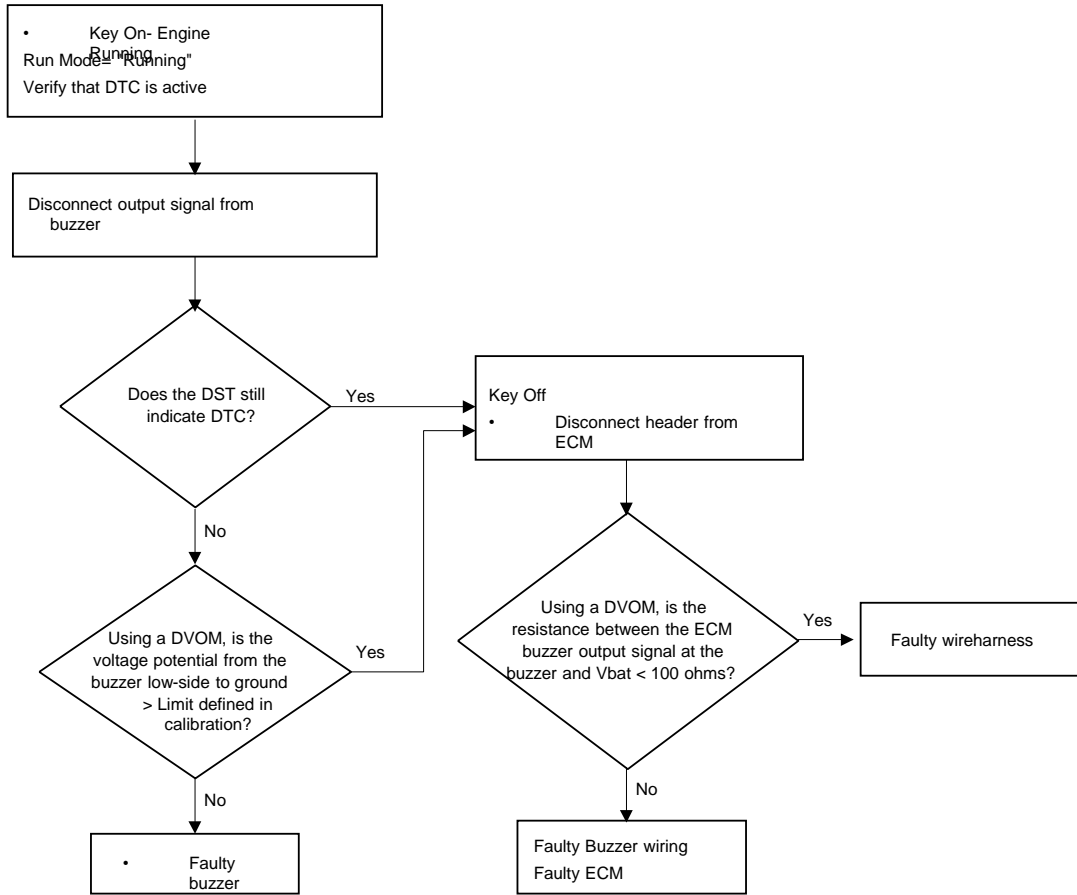 • Key On- Engine
Running
Run Mode= "Running"
Verify that DTC is active
Disconnect output signal from
buzzer
Does the DST still
indicate DTC?
Yes
No
Key Off
• Disconnect header from
ECM
Using a DVOM, is the
voltage potential from the
buzzer low-side to ground
> Limit defined in
calibration?
Yes
No
Using a DVOM, is the
resistance between the ECM
buzzer output signal at the
buzzer and Vbat < 100 ohms?
Yes
No
Faulty wireharness
• Faulty
buzzer
Faulty Buzzer wiring
Faulty ECM